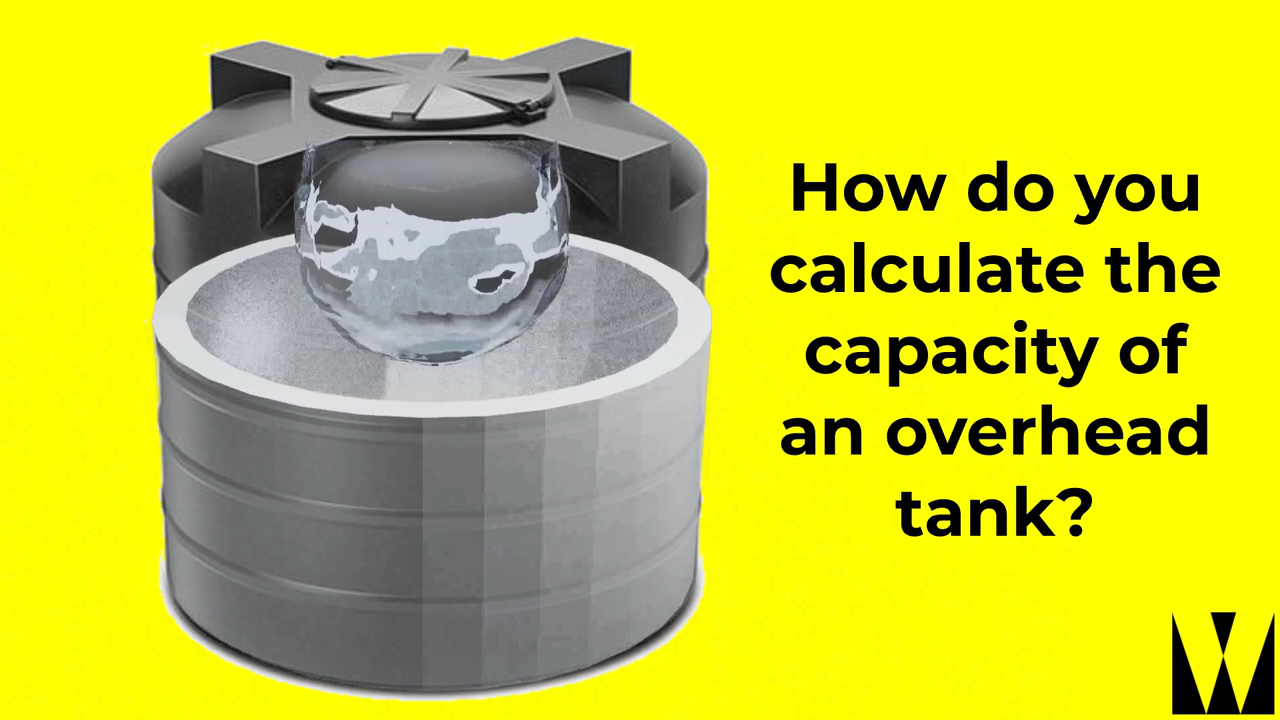 How do you
calculate the
capacity of
an overhead
tank?